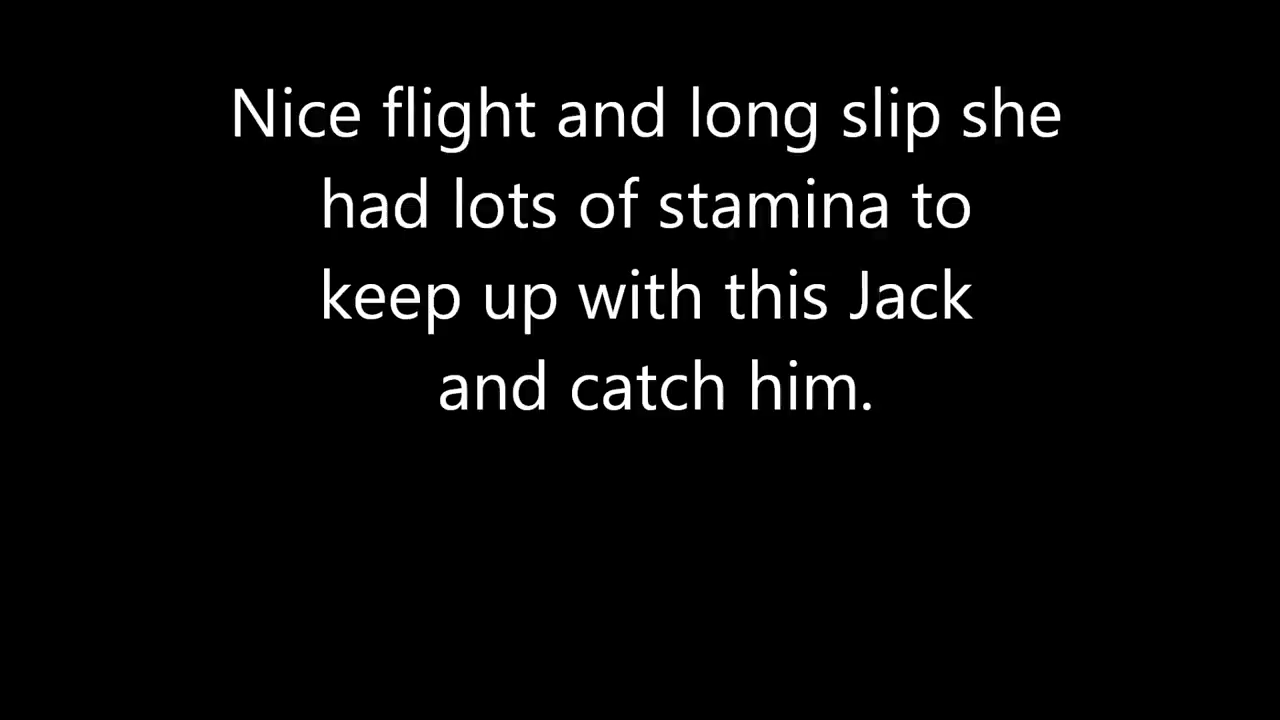 Nice flight and long slip she
had lots of stamina to
keep up with this Jack
and catch him.